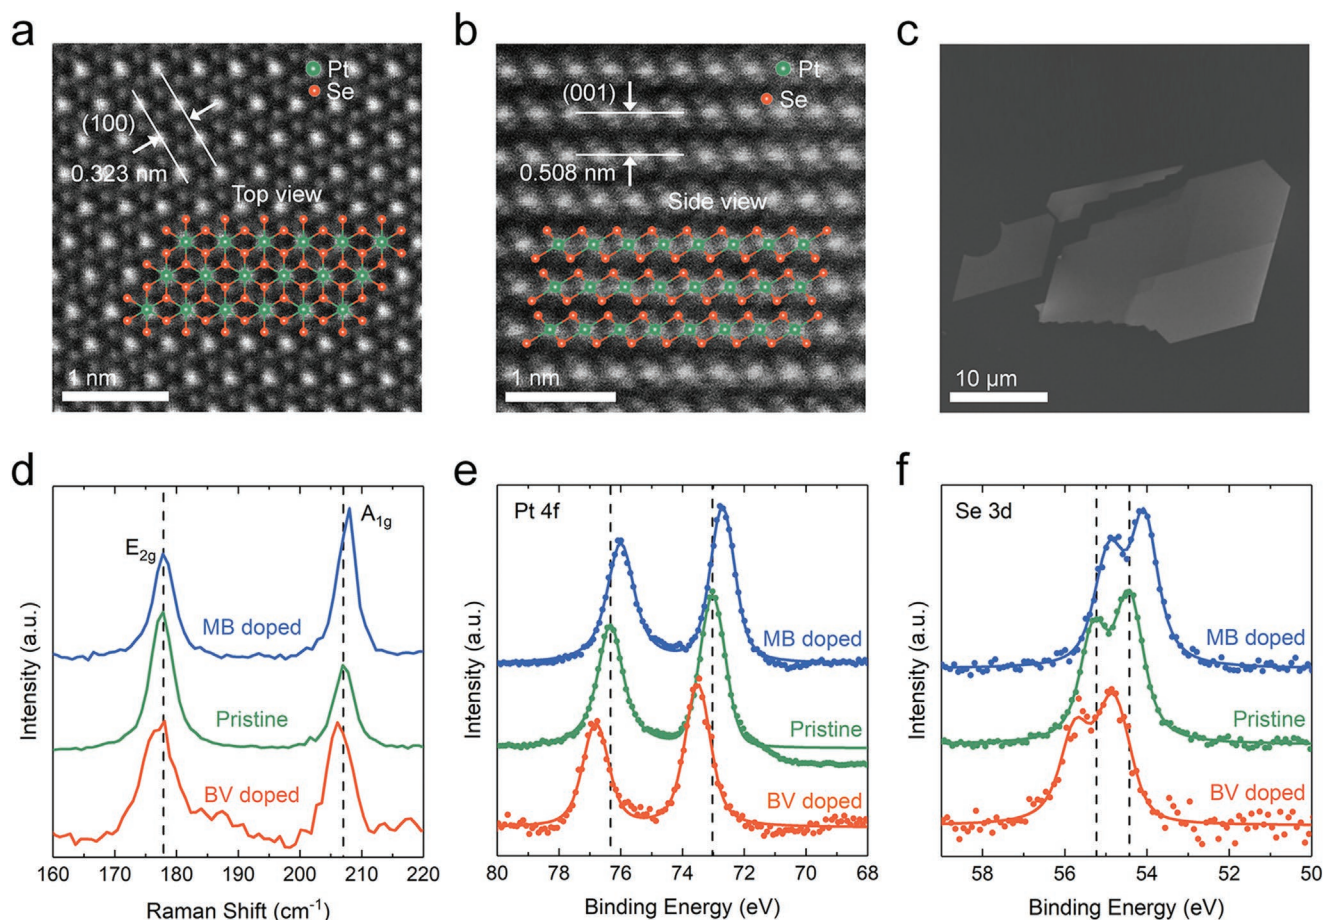 a
Pt
Se
(100)
0.323 nm
Top view
1 nm
b
Pt
Se
(001)
0.508 nm
Side view
1 nm
c
10 µm
d
E2g
A1g
MB doped
Pristine
BV doped
Intensity (a.u.)
160 170 180 190 200 210 220
Raman Shift (cm-1)
e
Pt 4f
MB doped
Pristine
BV doped
Intensity (a.u.)
80 78 76 74 72 70 68
Binding Energy (eV)
f
Se 3d
MB doped
Pristine
BV doped
Intensity (a.u.)
58 56 54 52 50
Binding Energy (eV)